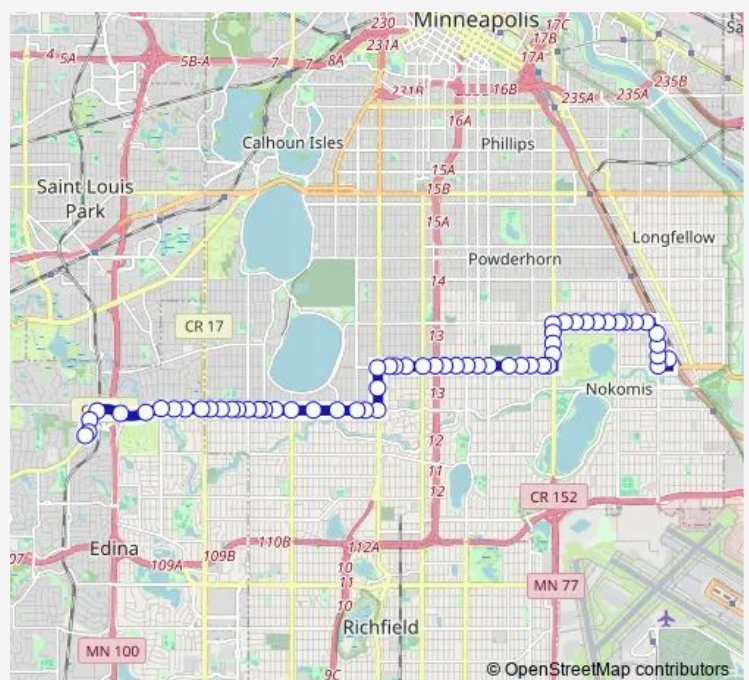 Minneapolis
230
17C
17B
231A
17A
4
5A
5B-A
7
7
8A
231B
16B
235A
235A
235B
16A
Calhoun Isles
Phillips
15A
15B
15A
Saint Louis
Park
Longfellow
Powderhorn
14
CR 17
13
13
Nokomis
12
11
12
CR 152
Edina
109A
109B
110B
112A
10
11
10
MN 77
Richfield
MN 100
9C
© OpenStreetMap contributors